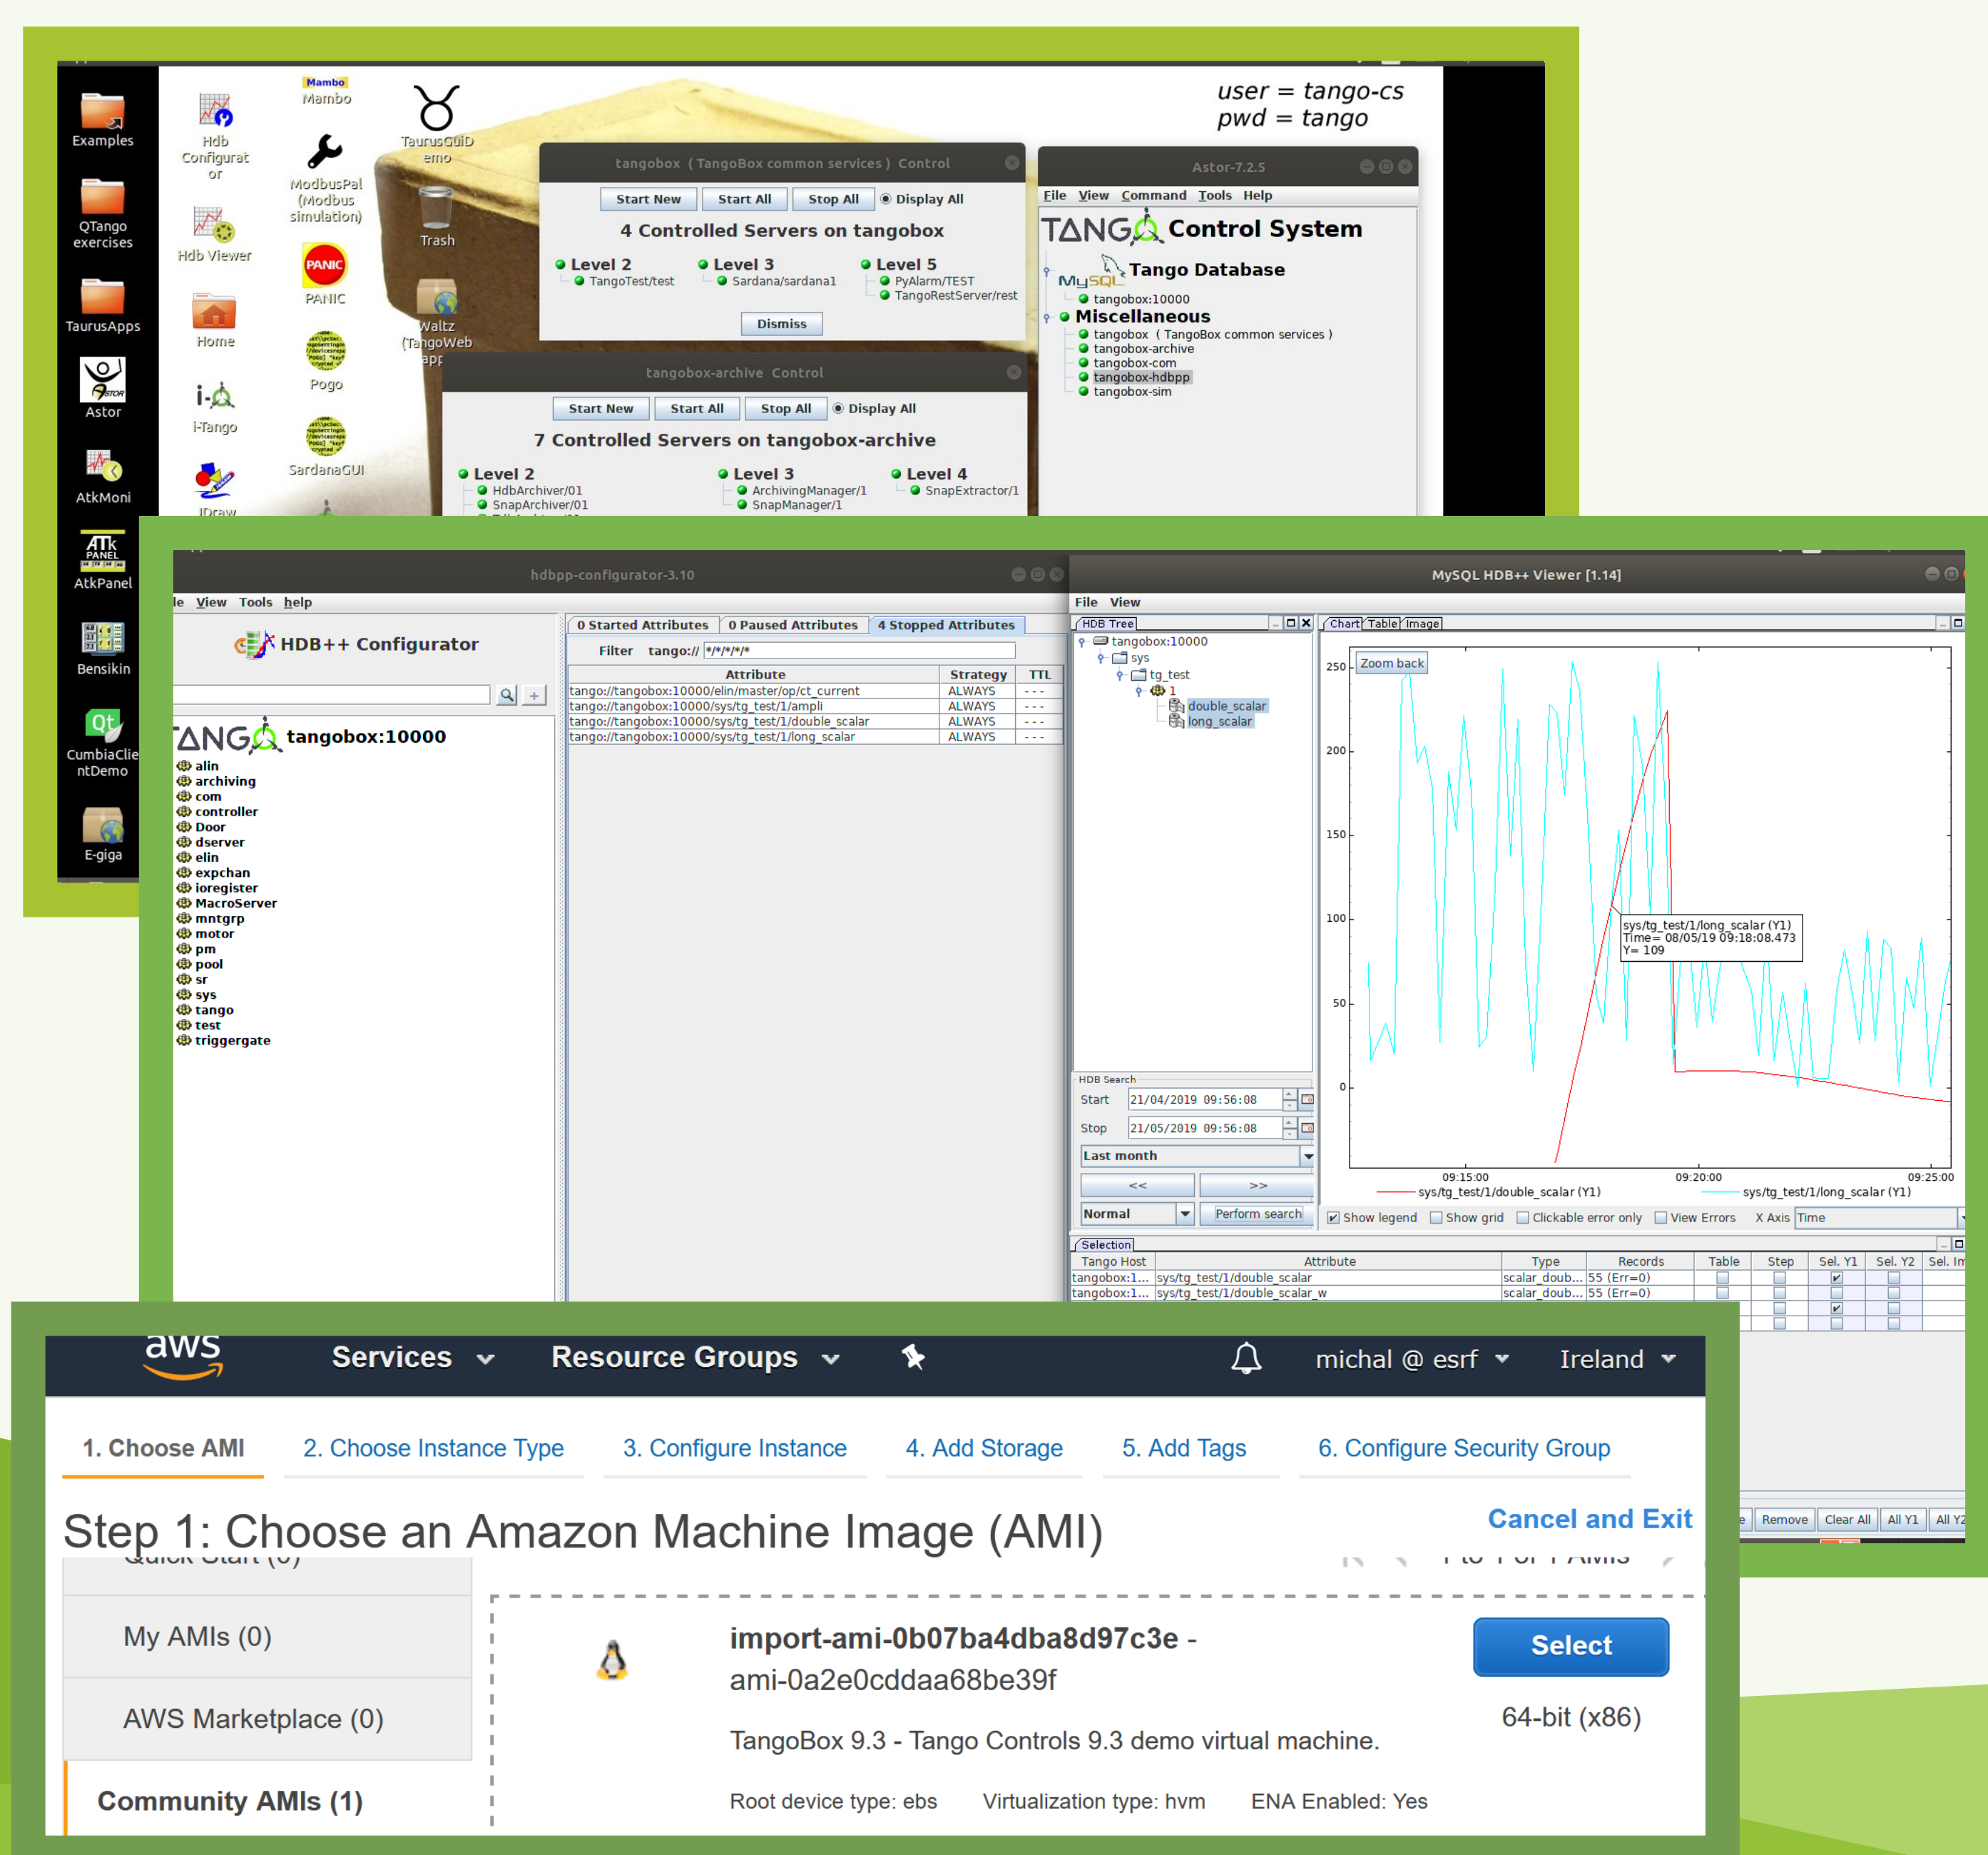 user = tango-cs
pwd = tango
Examples
Hdb Configurat or
Mambo
Mambo
TaurusGuiD emo
QTango exercises
Hdb Viewer
ModbusPal (Modbus simulation)
Trash
TaurusApps
Home
PANIC
PANIC
Waltz (TangoWeb app
Astor
i-Tango
Pogo
AtkMoni
SardanaGUI
ATk PANEL
AtkPanel
Bensikin
Qt
CumbiaClie ntDemo
E-giga
tangobox ( TangoBox common services ) Control
Start New Start All Stop All Display All
4 Controlled Servers on tangobox
Level 2 Level 3 Level 5
TangoTest/test Sardana/sardana1 PyAlarm/TEST
TangoRestServer/rest
Dismiss
tangobox-archive Control
Start New Start All Stop All Display All
7 Controlled Servers on tangobox-archive
Level 2 Level 3 Level 4
HdbArchiver/01 ArchivingManager/1 SnapExtractor/1
SnapArchiver/01 SnapManager/1
Astor-7.2.5
File View Command Tools Help
TANGO Control System
MySQL Tango Database
tangobox:10000
Miscellaneous
tangobox ( TangoBox common services )
tangobox-archive
tangobox-com
tangobox-hdbpp
tangobox-sim
hdbpp-configurator-3.10
View Tools help
HDB++ Configurator
tangobox:10000
alin
archiving
com
controller
Door
dserver
elin
expchan
ioregister
MacroServer
mntgrp
motor
pm
pool
sr
sys
tango
test
triggergate
0 Started Attributes 0 Paused Attributes 4 Stopped Attributes
Filter tango:// */*/*/*/*
Attribute Strategy TTL
tango://tangobox:10000/elin/master/op/ct_current ALWAYS ---
tango://tangobox:10000/sys/tg_test/1/ampli ALWAYS ---
tango://tangobox:10000/sys/tg_test/1/double_scalar ALWAYS ---
tango://tangobox:10000/sys/tg_test/1/long_scalar ALWAYS ---
MySQL HDB++ Viewer [1.14]
File View
HDB Tree
tangobox:10000
sys
tg_test
1
double_scalar
long_scalar
HDB Search
Start 21/04/2019 09:56:08
Stop 21/05/2019 09:56:08
Last month
<< >>
Normal Perform search
Chart Table Image
Zoom back
250
200
150
100
50
0
sys/tg_test/1/long_scalar (Y1)
Time= 08/05/19 09:18:08.473
Y= 109
09:15:00 09:20:00 09:25:00
sys/tg_test/1/double_scalar (Y1) sys/tg_test/1/long_scalar (Y1)
Show legend Show grid Clickable error only View Errors X Axis Time
Selection
Tango Host Attribute Type Records Table Step Sel. Y1 Sel. Y2 Sel. Im
tangobox:1... sys/tg_test/1/double_scalar scalar_doub... 55 (Err=0)
tangobox:1... sys/tg_test/1/double_scalar_w scalar_doub... 55 (Err=0)
Remove Clear All All Y1 All Y2
aws Services Resource Groups michal @ esrf Ireland
1. Choose AMI 2. Choose Instance Type 3. Configure Instance 4. Add Storage 5. Add Tags 6. Configure Security Group
Step 1: Choose an Amazon Machine Image (AMI) Cancel and Exit
My AMIs (0)
AWS Marketplace (0)
Community AMIs (1)
import-ami-0b07ba4dba8d97c3e -
ami-0a2e0cddaa68be39f
TangoBox 9.3 - Tango Controls 9.3 demo virtual machine.
Root device type: ebs Virtualization type: hvm ENA Enabled: Yes
Select
64-bit (x86)